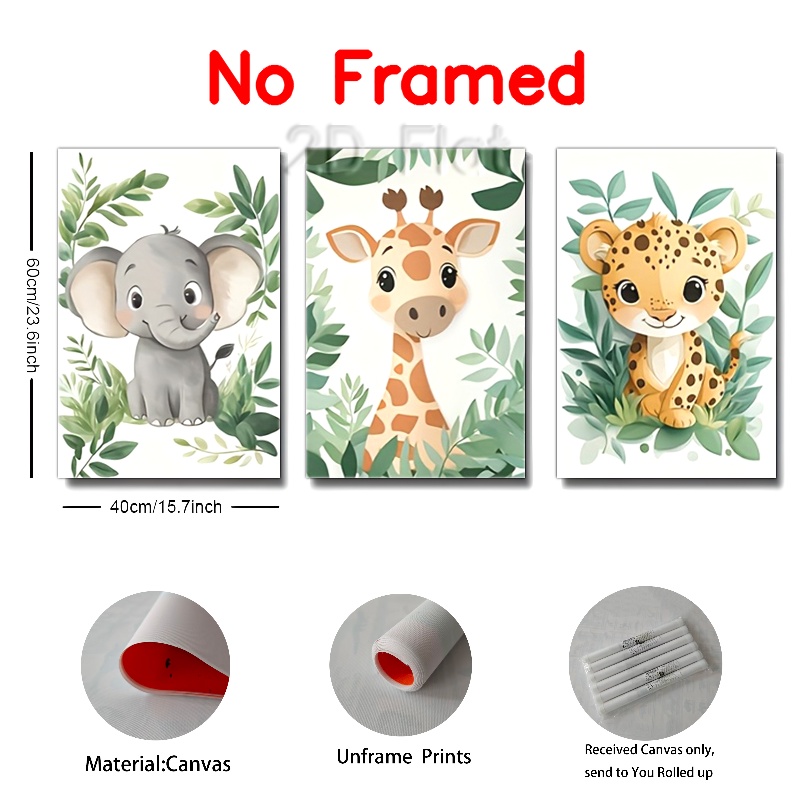 No Framed
2D Flat
60cm/23.6inch
40cm/15.7inch
Material:Canvas
Unframe Prints
Received Canvas only,
send to You Rolled up